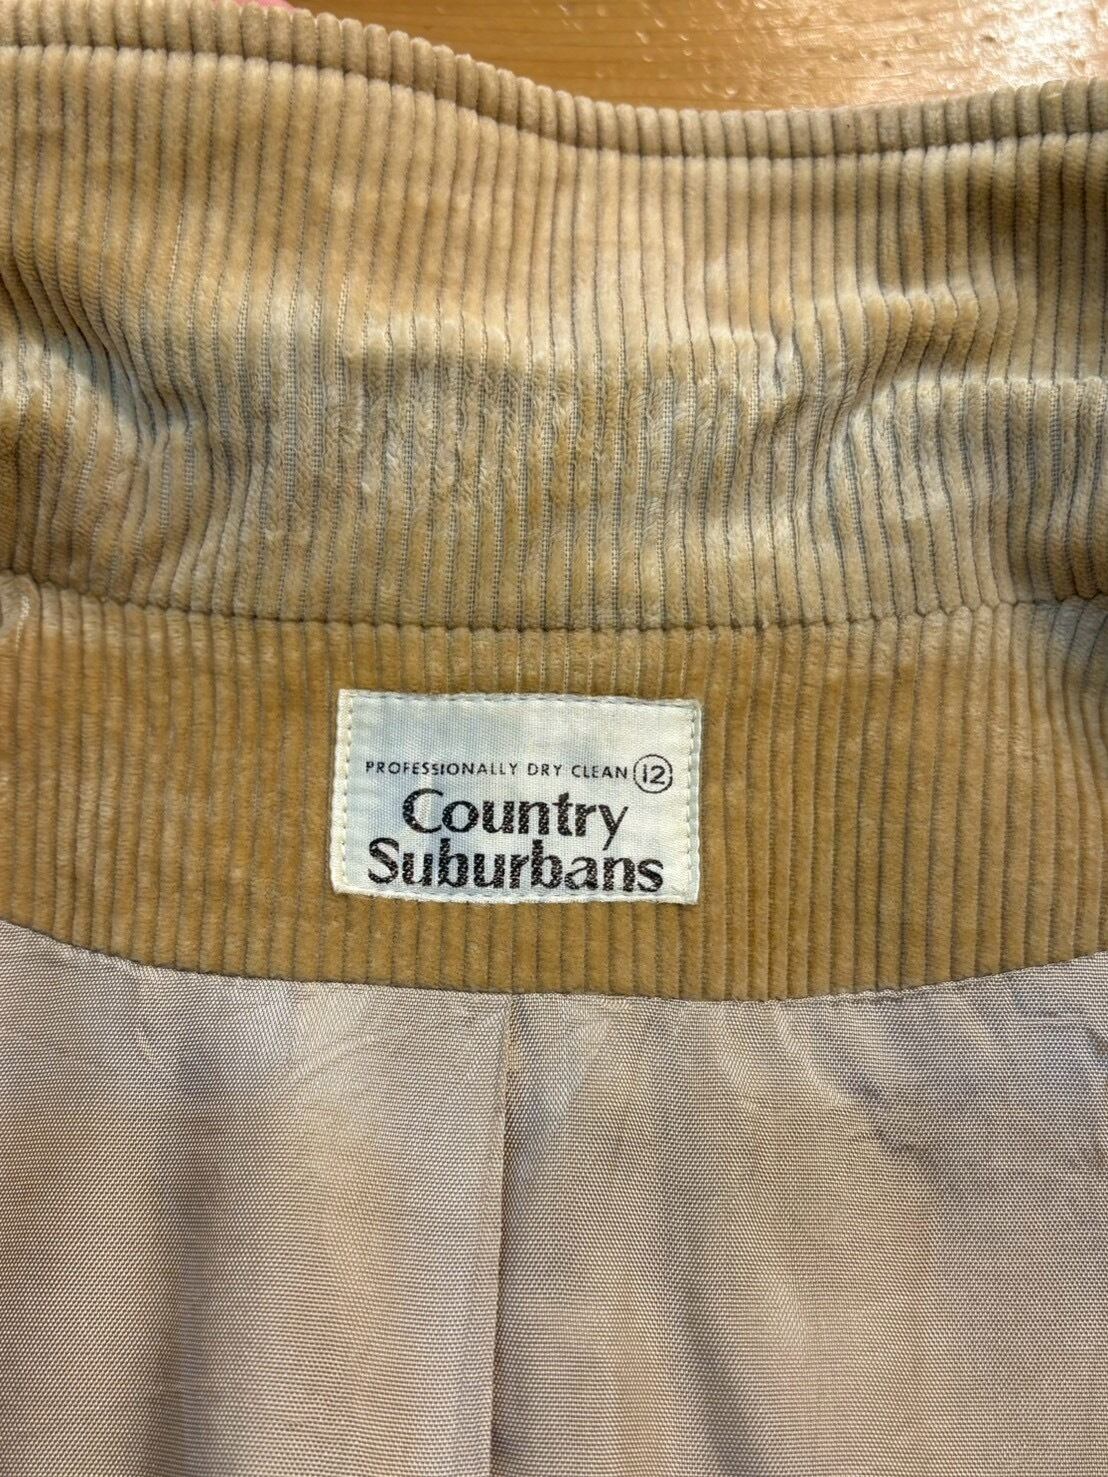 PROFESSIONALLY DRY CLEAN 12
Country
Suburbans